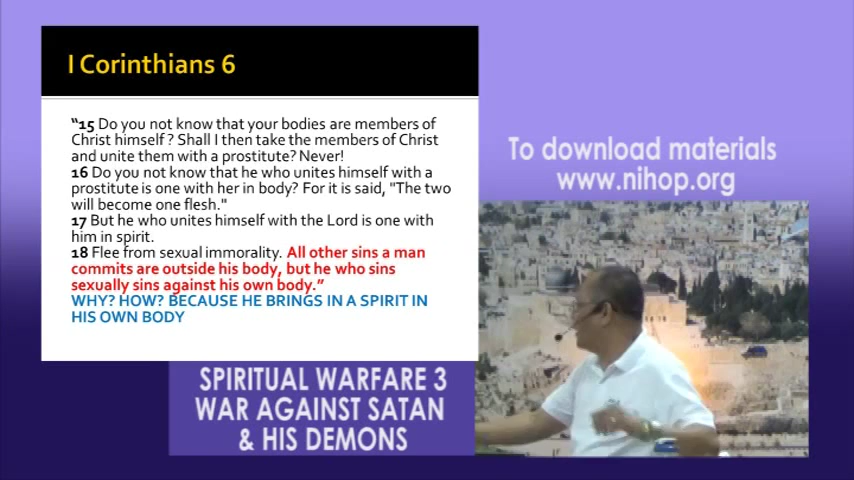 I Corinthians 6
“15 Do you not know that your bodies are members of
Christ himself ? Shall I then take the members of Christ
and unite them with a prostitute? Never!
16 Do you not know that he who unites himself with a
prostitute is one with her in body? For it is said, "The two
will become one flesh."
17 But he who unites himself with the Lord is one with
him in spirit.
18 Flee from sexual immorality. All other sins a man
commits are outside his body, but he who sins
sexually sins against his own body.”
WHY? HOW? BECAUSE HE BRINGS IN A SPIRIT IN
HIS OWN BODY
To download materials
www.nihop.org
SPIRITUAL WARFARE 3
WAR AGAINST SATAN
& HIS DEMONS